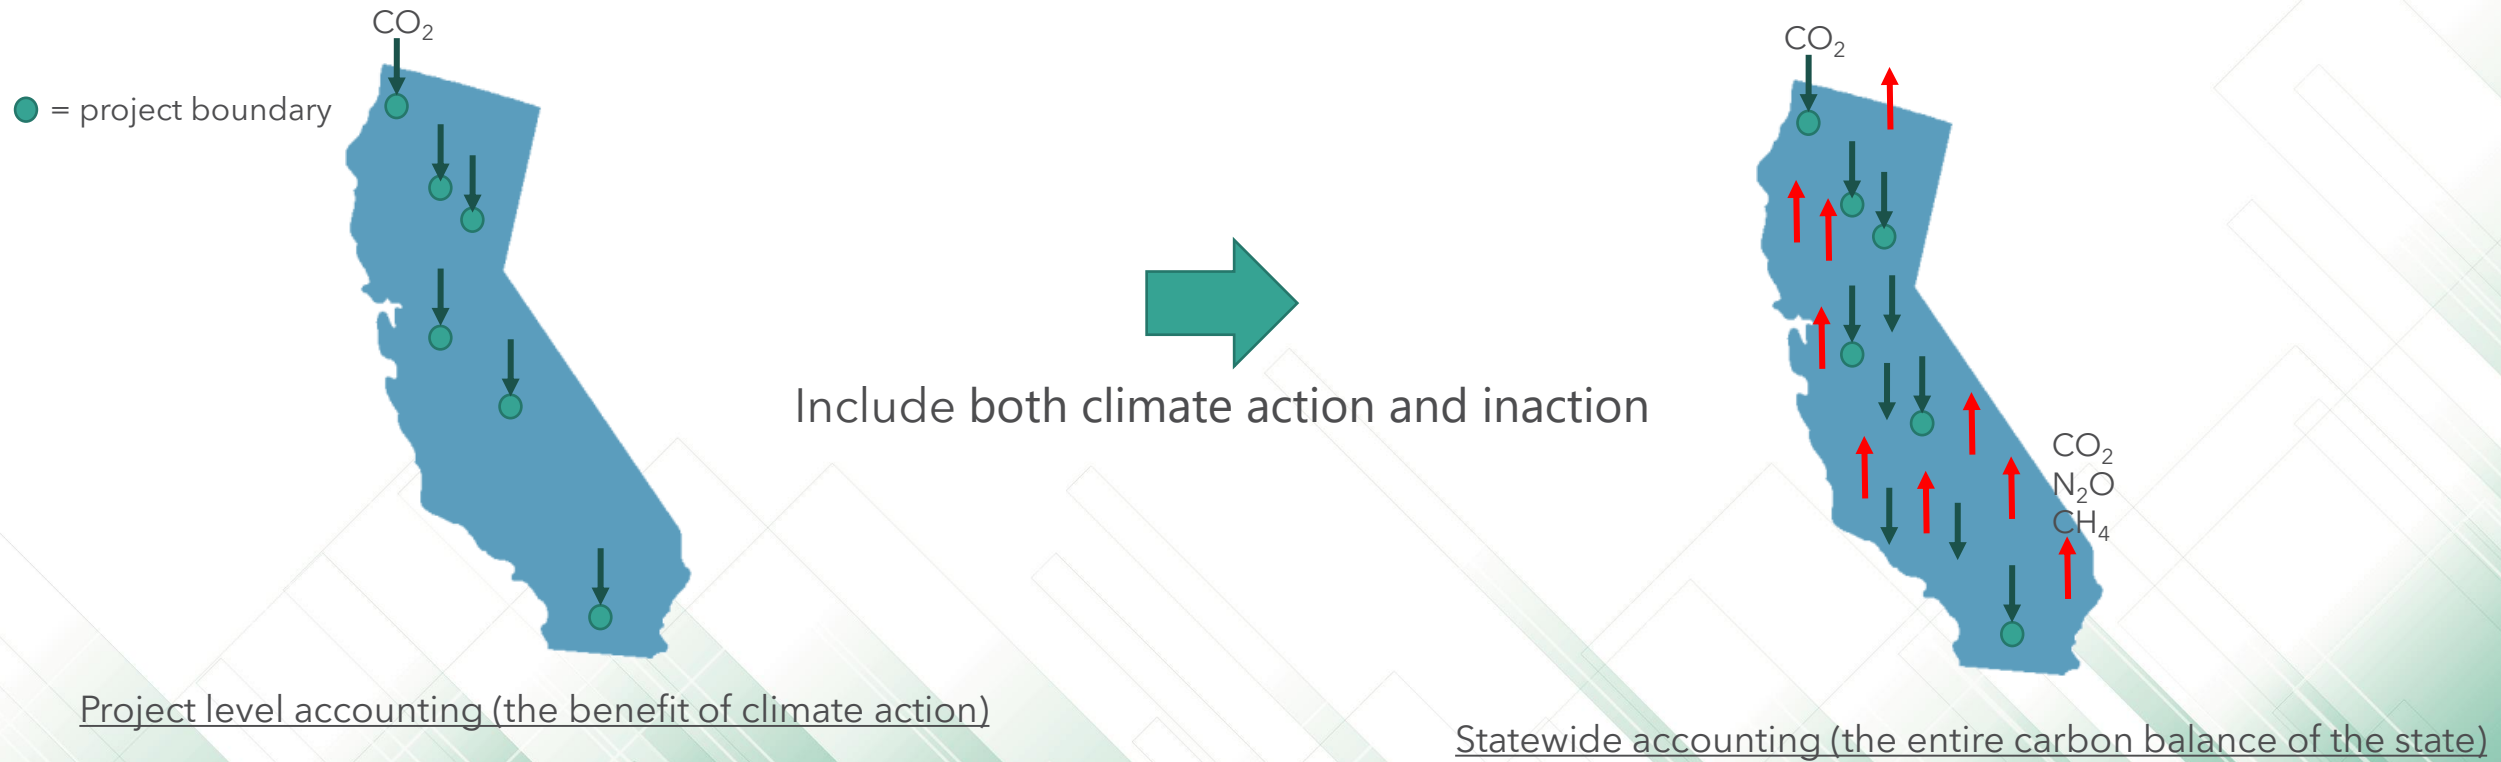 CO₂
= project boundary
Project level accounting (the benefit of climate action)
Include both climate action and inaction
CO₂
CO₂
N₂O
CH₄
Statewide accounting (the entire carbon balance of the state)